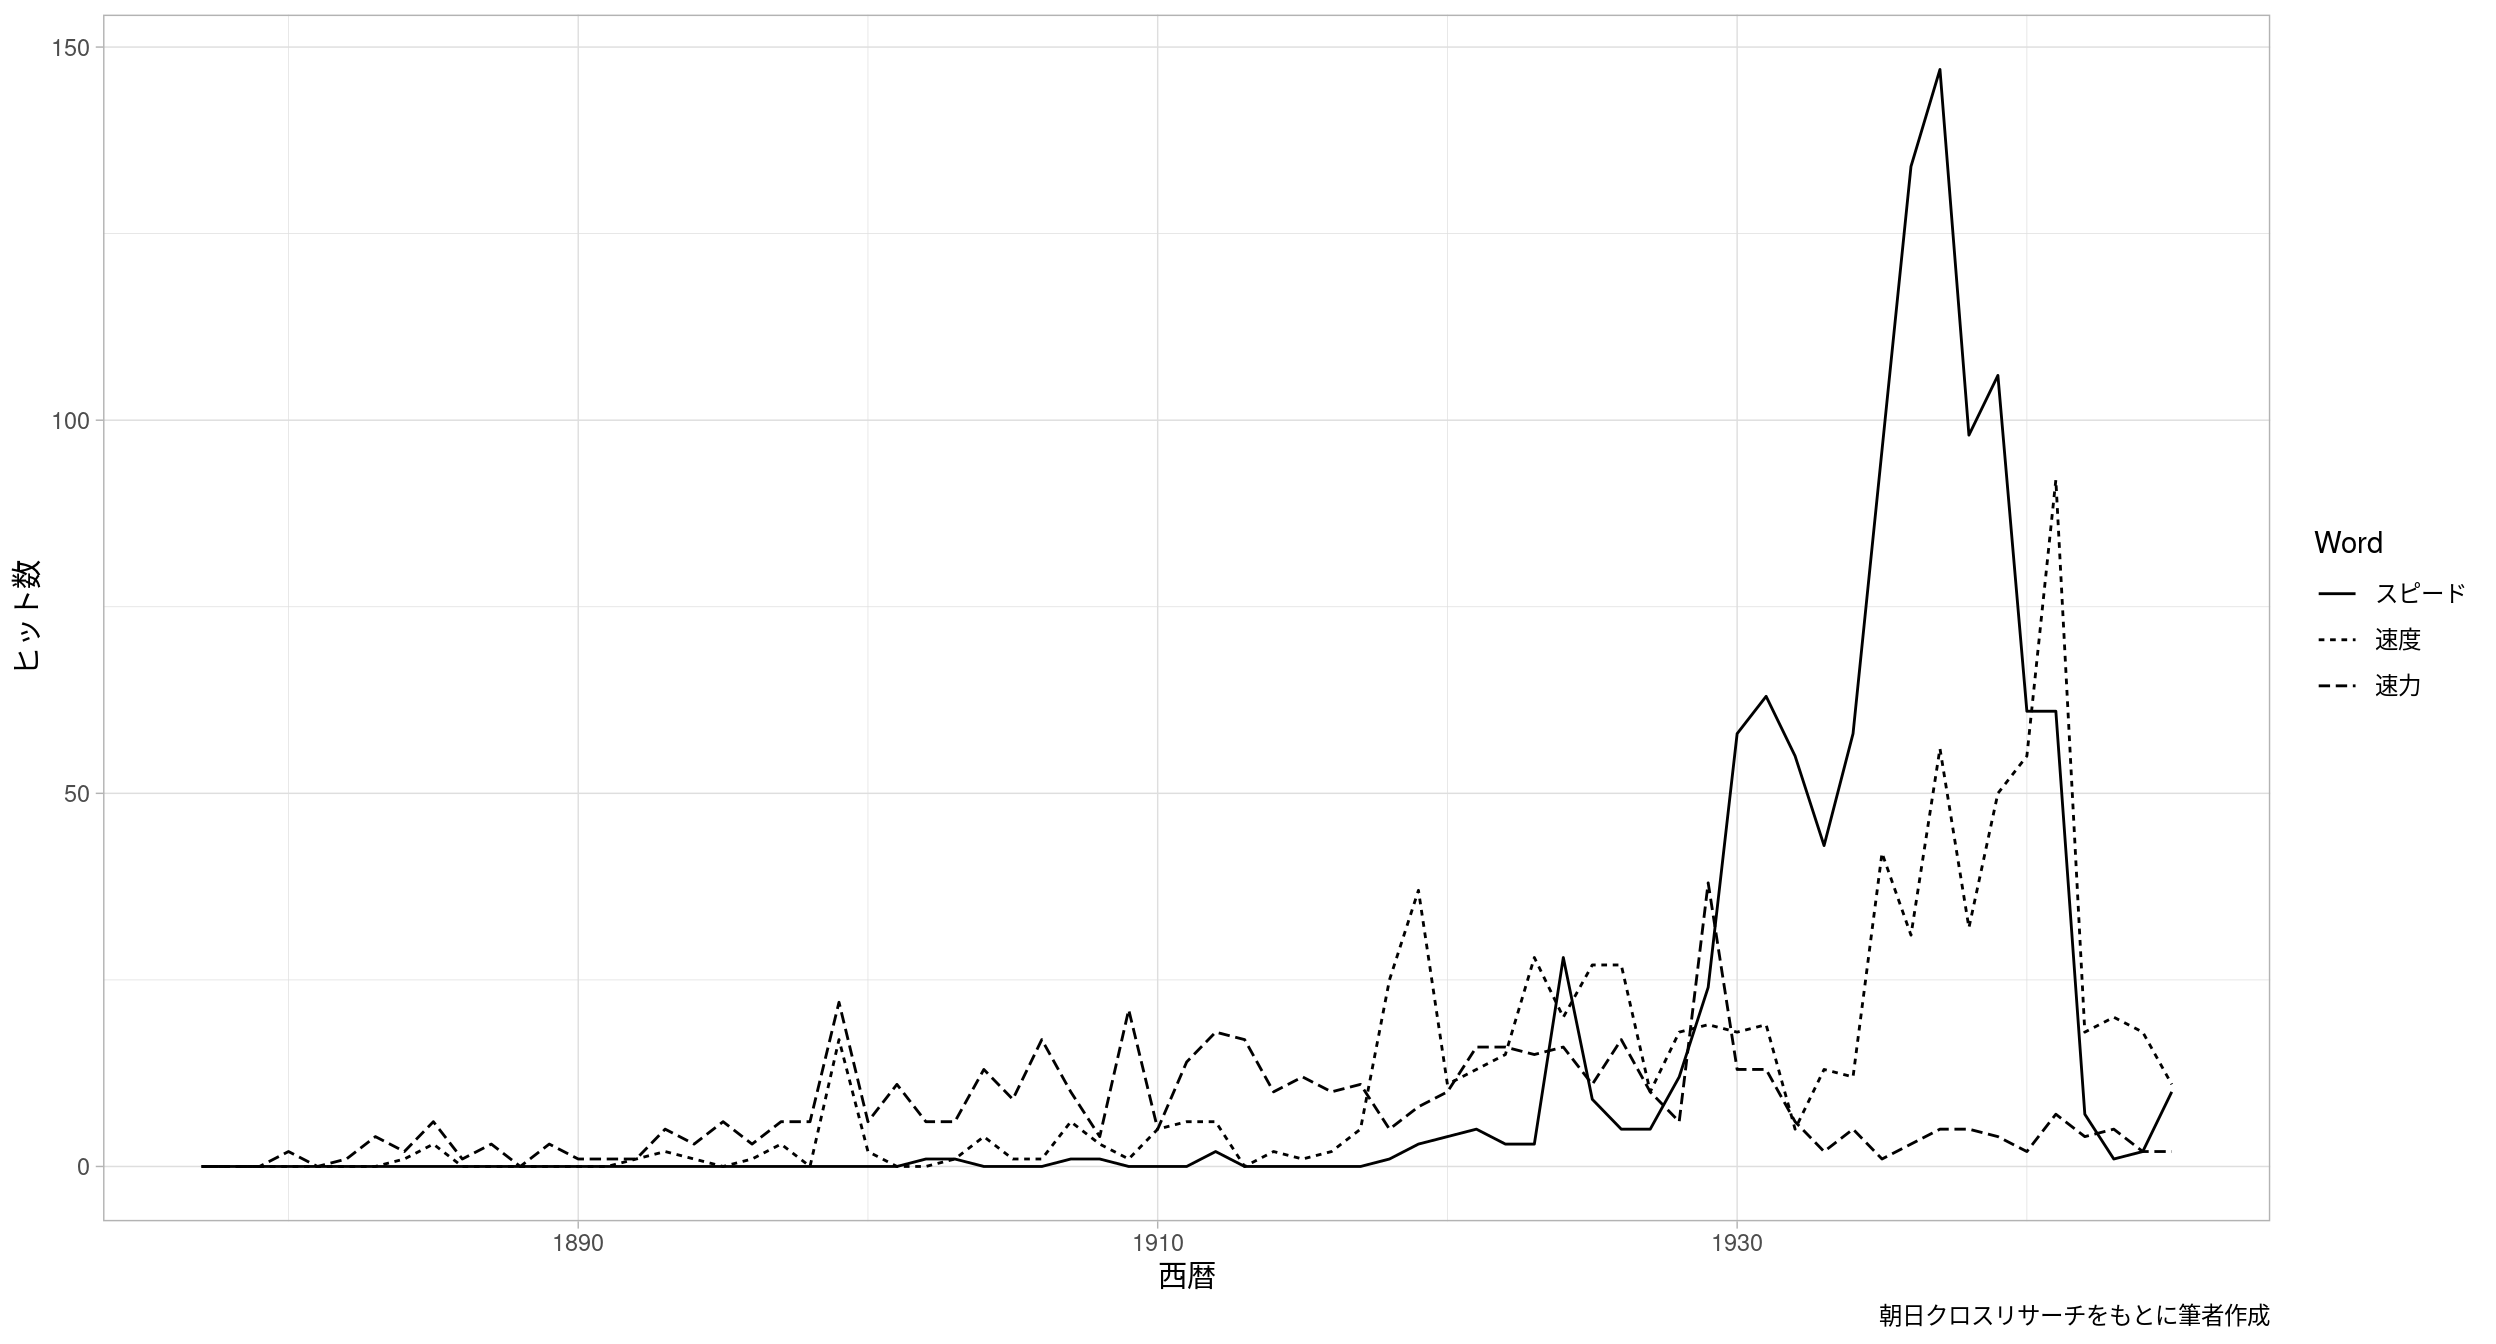 150
100
50
0
ヒット数
1890
1910
1930
西暦
Word
スピード
速度
速力
朝日クロスリサーチをもとに筆者作成